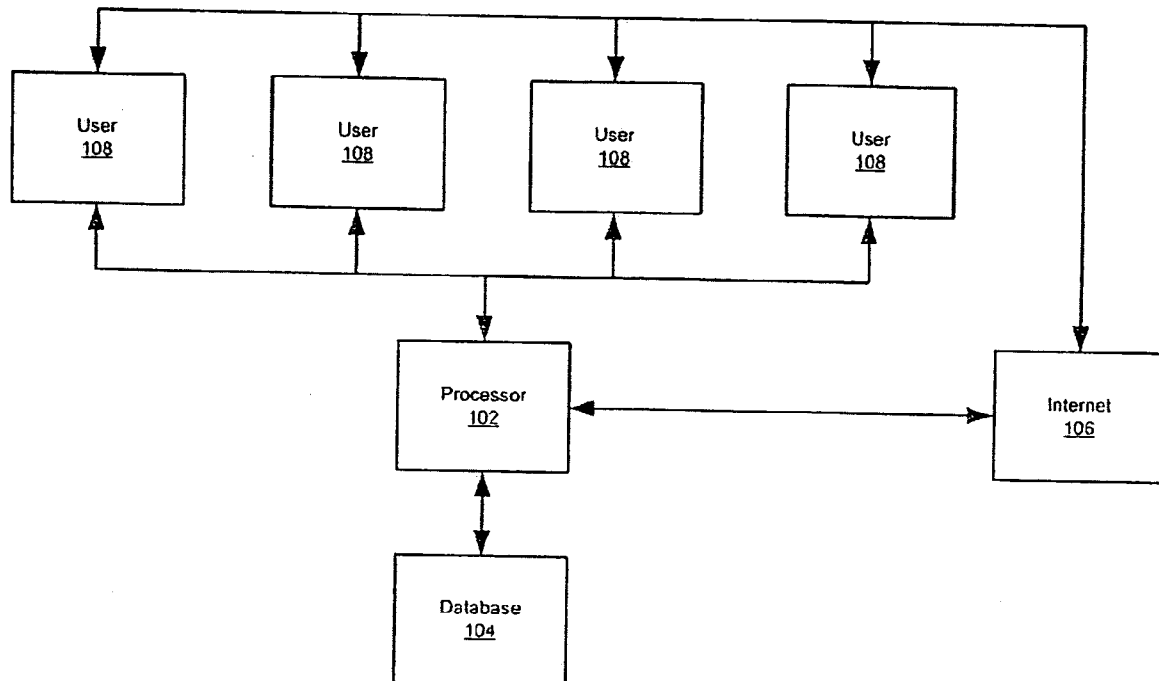 User
108
User
108
User
108
User
108
Processor
102
Internet
106
Database
104